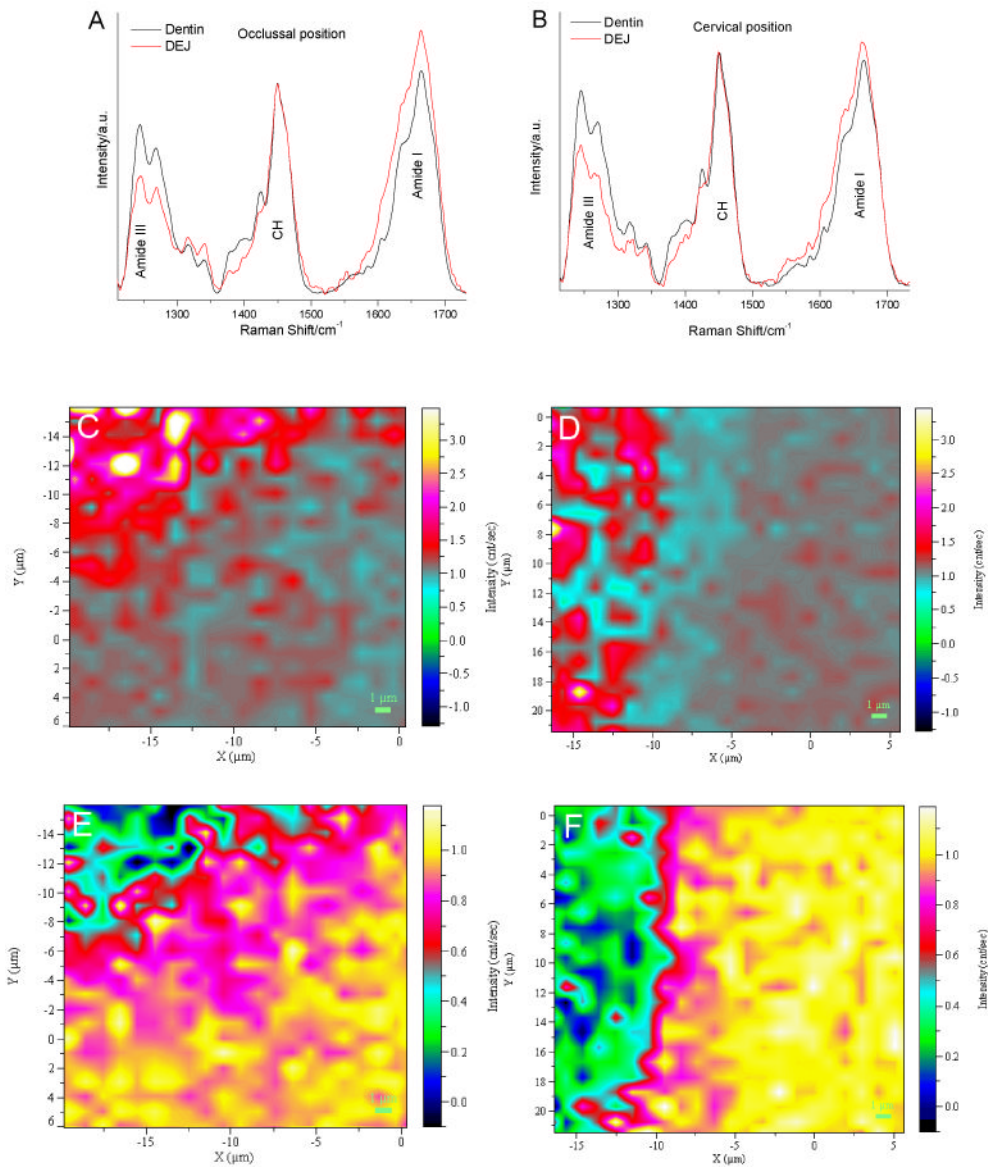 A
Dentin
DEJ
Occlussal position
Intensity/a.u.
Amide III
CH
Amide I
1300 1400 1500 1600 1700
Raman Shift/cm-1
B
Dentin
DEJ
Cervical position
Intensity/a.u.
Amide III
CH
Amide I
1300 1400 1500 1600 1700
Raman Shift/cm-1
C
-14
-12
-10
-8
-6
-4
-2
0
2
4
6
Y (µm)
-15 -10 -5 0
X (µm)
1 µm
3.0
2.5
2.0
1.5
1.0
0.5
0.0
-0.5
-1.0
Intensity (cnt/sec)
D
0
2
4
6
8
10
12
14
16
18
20
Y (µm)
-15 -10 -5 0 5
X (µm)
1 µm
3.0
2.5
2.0
1.5
1.0
0.5
0.0
-0.5
-1.0
Intensity (cnt/sec)
E
-14
-12
-10
-8
-6
-4
-2
0
2
4
6
Y (µm)
-15 -10 -5 0
X (µm)
1 µm
1.0
0.8
0.6
0.4
0.2
0.0
Intensity (cnt/sec)
F
0
2
4
6
8
10
12
14
16
18
20
Y (µm)
-15 -10 -5 0 5
X (µm)
1 µm
1.0
0.8
0.6
0.4
0.2
0.0
Intensity (cnt/sec)